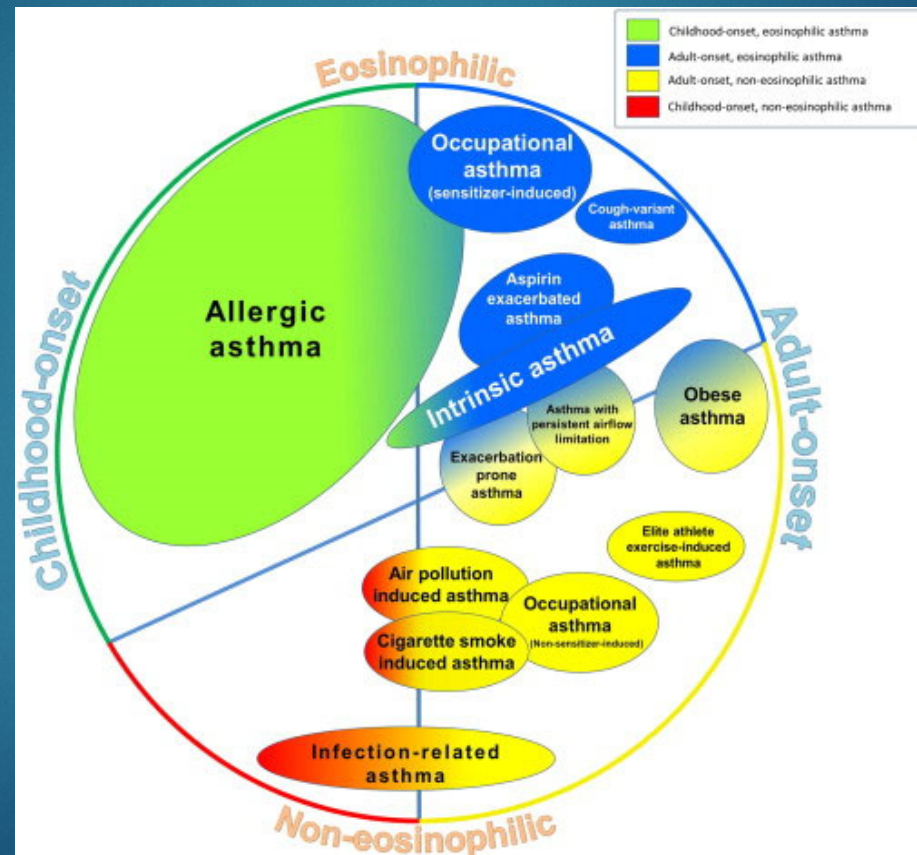 Childhood-onset, eosinophilic asthma
Adult-onset, eosinophilic asthma
Adult-onset, non-eosinophilic asthma
Childhood-onset, non-eosinophilic asthma
Eosinophilic
Occupational
asthma
(sensitizer-induced)
Cough-variant
asthma
Allergic
asthma
Aspirin
exacerbated
asthma
Intrinsic asthma
Childhood-onset
Adult-onset
Obese
asthma
Asthma with
persistent airflow
limitation
Exacerbation
prone
asthma
Elite athlete
exercise-induced
asthma
Air pollution
induced asthma
Occupational
asthma
(Non-sensitizer-induced)
Cigarette smoke
induced asthma
Infection-related
asthma
Non-eosinophilic